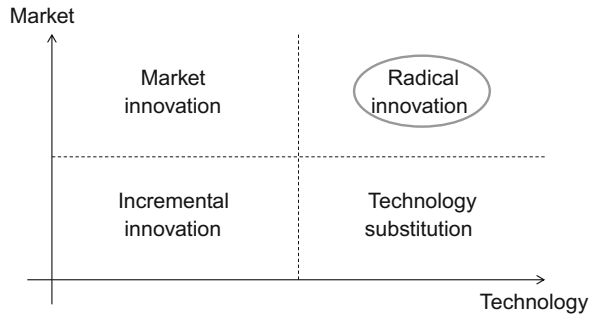 Market
Market
innovation
Radical
innovation
Incremental
innovation
Technology
substitution
Technology